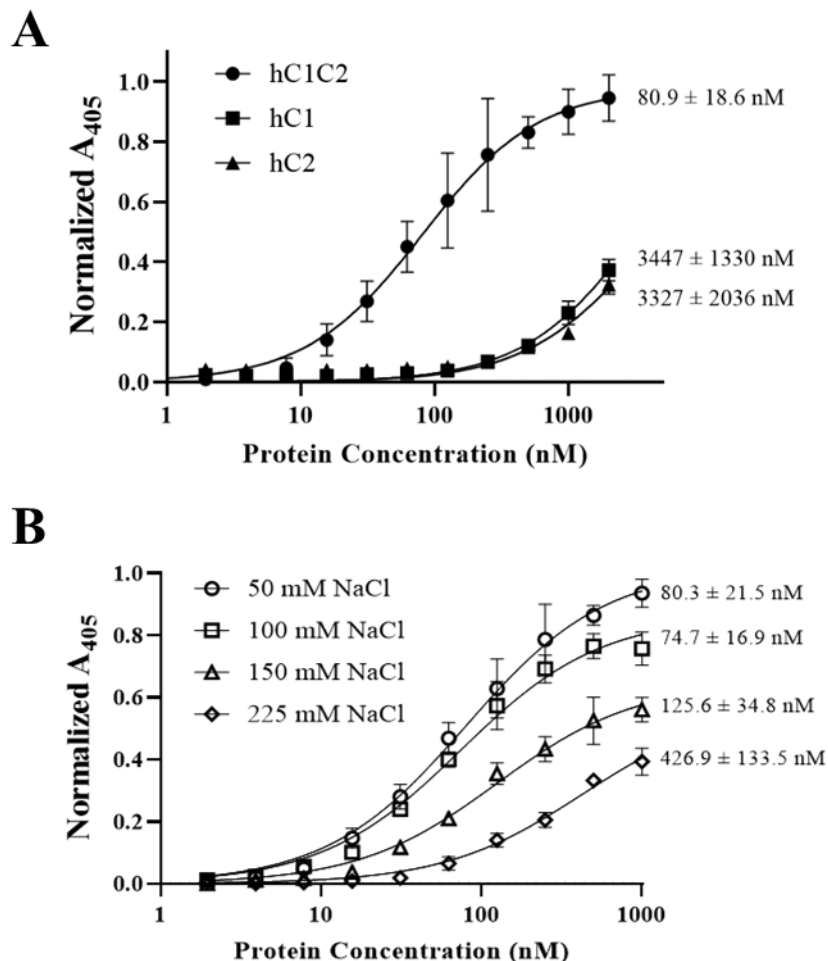 A
hC1C2
hC1
hC2
Normalized A405
1.0
0.8
0.6
0.4
0.2
0.0
80.9 ± 18.6 nM
3447 ± 1330 nM
3327 ± 2036 nM
1 10 100 1000
Protein Concentration (nM)
B
50 mM NaCl
100 mM NaCl
150 mM NaCl
225 mM NaCl
Normalized A405
1.0
0.8
0.6
0.4
0.2
0.0
80.3 ± 21.5 nM
74.7 ± 16.9 nM
125.6 ± 34.8 nM
426.9 ± 133.5 nM
1 10 100 1000
Protein Concentration (nM)